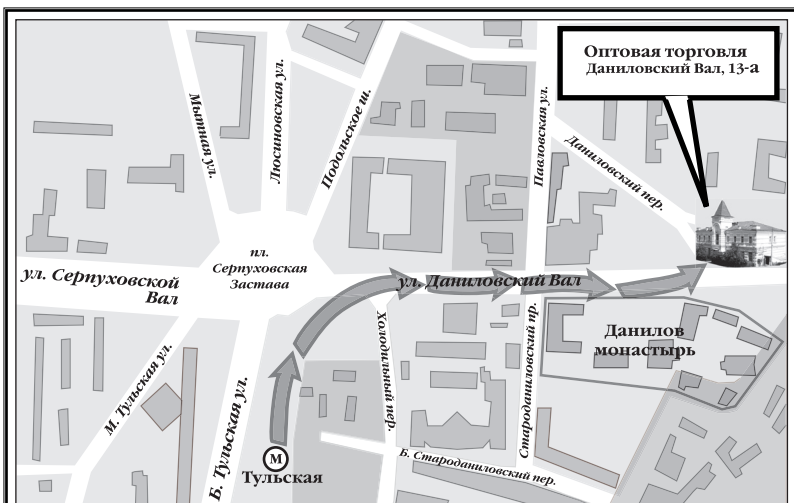 Оптовая торговля
Даниловский Вал, 13-а
Мытная ул.
Люсиновская ул.
Подольское ш.
Павловская ул.
Даниловский пер.
пл.
Серпуховская
Застава
ул. Серпуховской
Вал
ул. Даниловский Вал
Данилов
монастырь
Холодильный пер.
Староданиловский пр.
М. Тульская ул.
Б. Тульская ул.
М
Тульская
Б. Староданиловский пер.